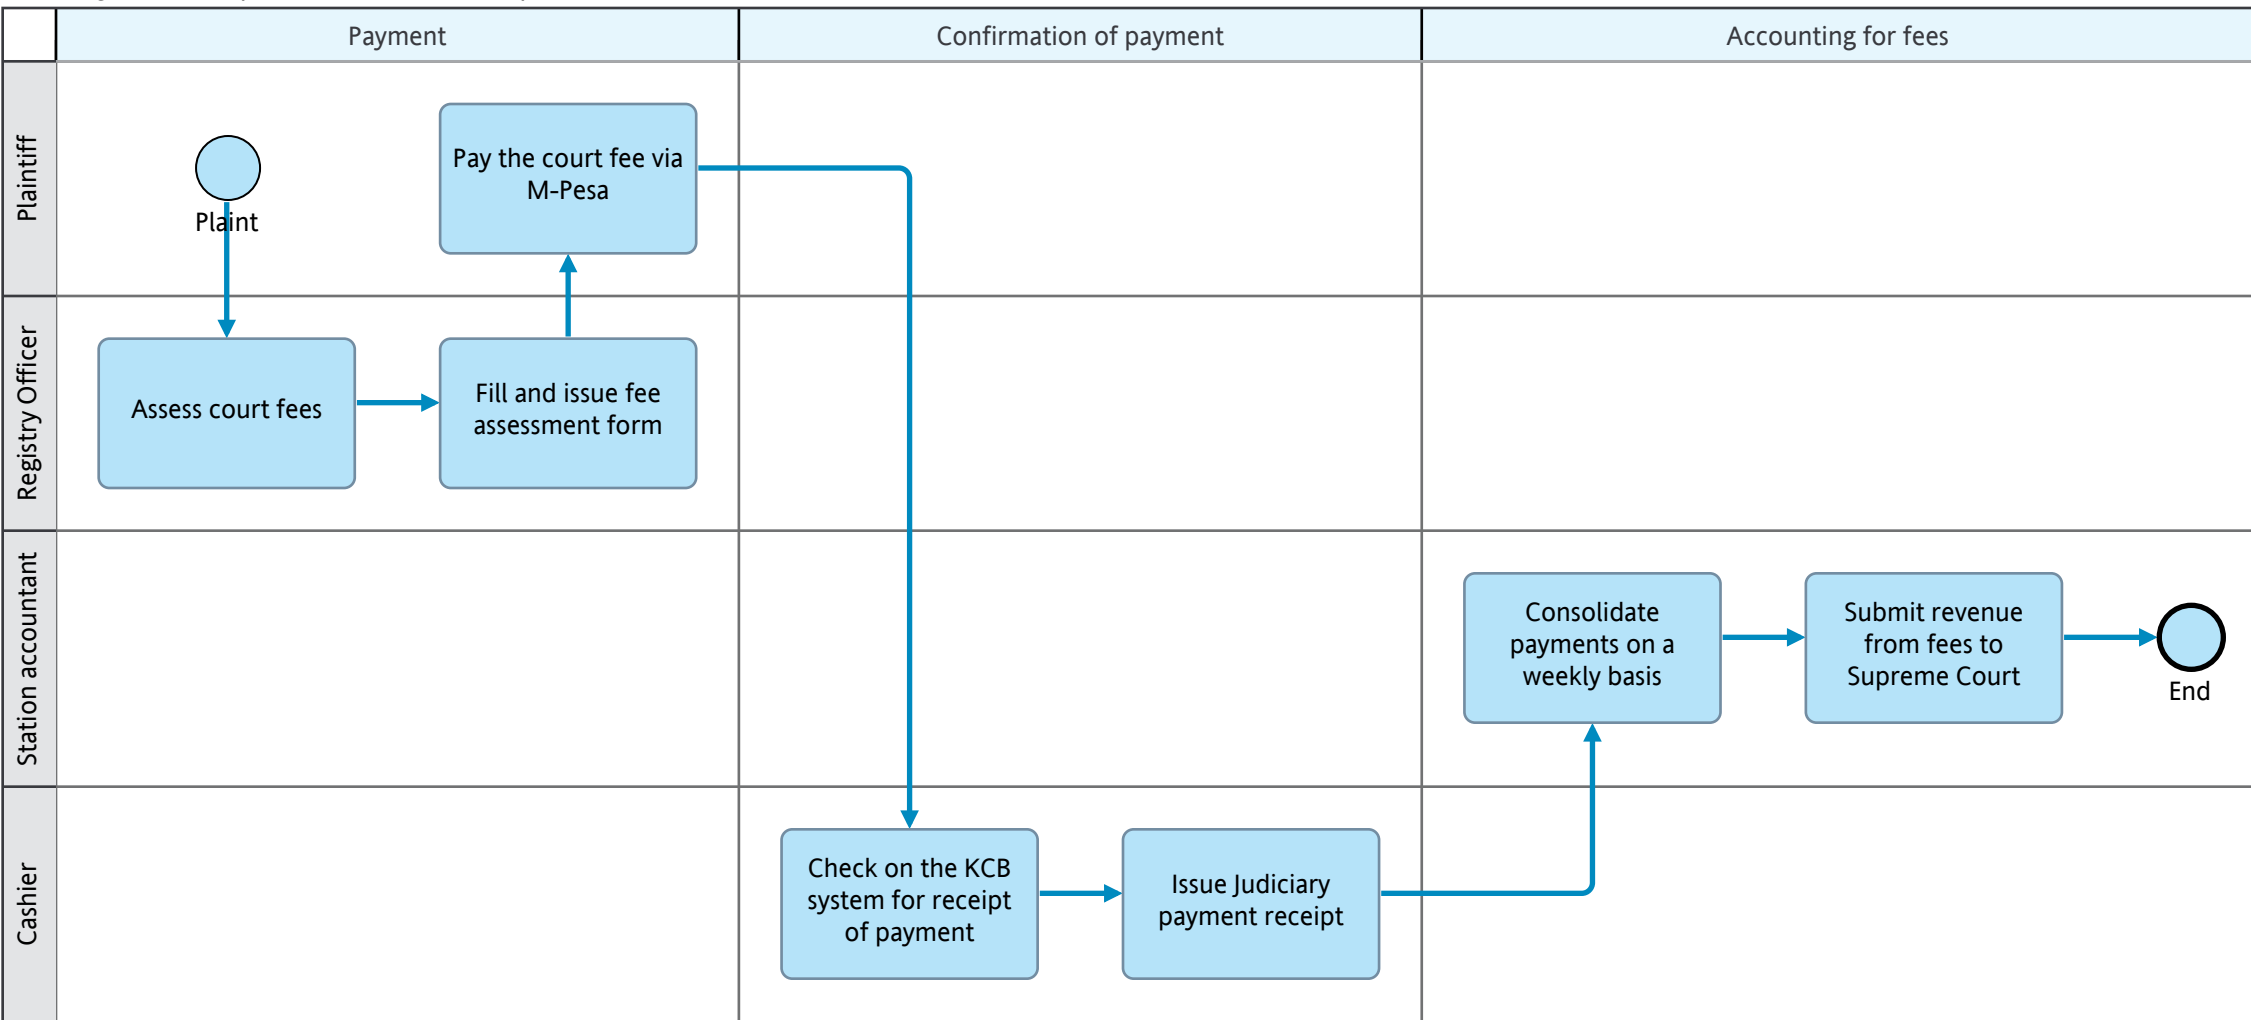 Payment
Confirmation of payment
Accounting for fees
Plaintiff
Plaint
Pay the court fee via
M-Pesa
Registry Officer
Assess court fees
Fill and issue fee
assessment form
Station accountant
Consolidate
payments on a
weekly basis
Submit revenue
from fees to
Supreme Court
End
Cashier
Check on the KCB
system for receipt
of payment
Issue Judiciary
payment receipt